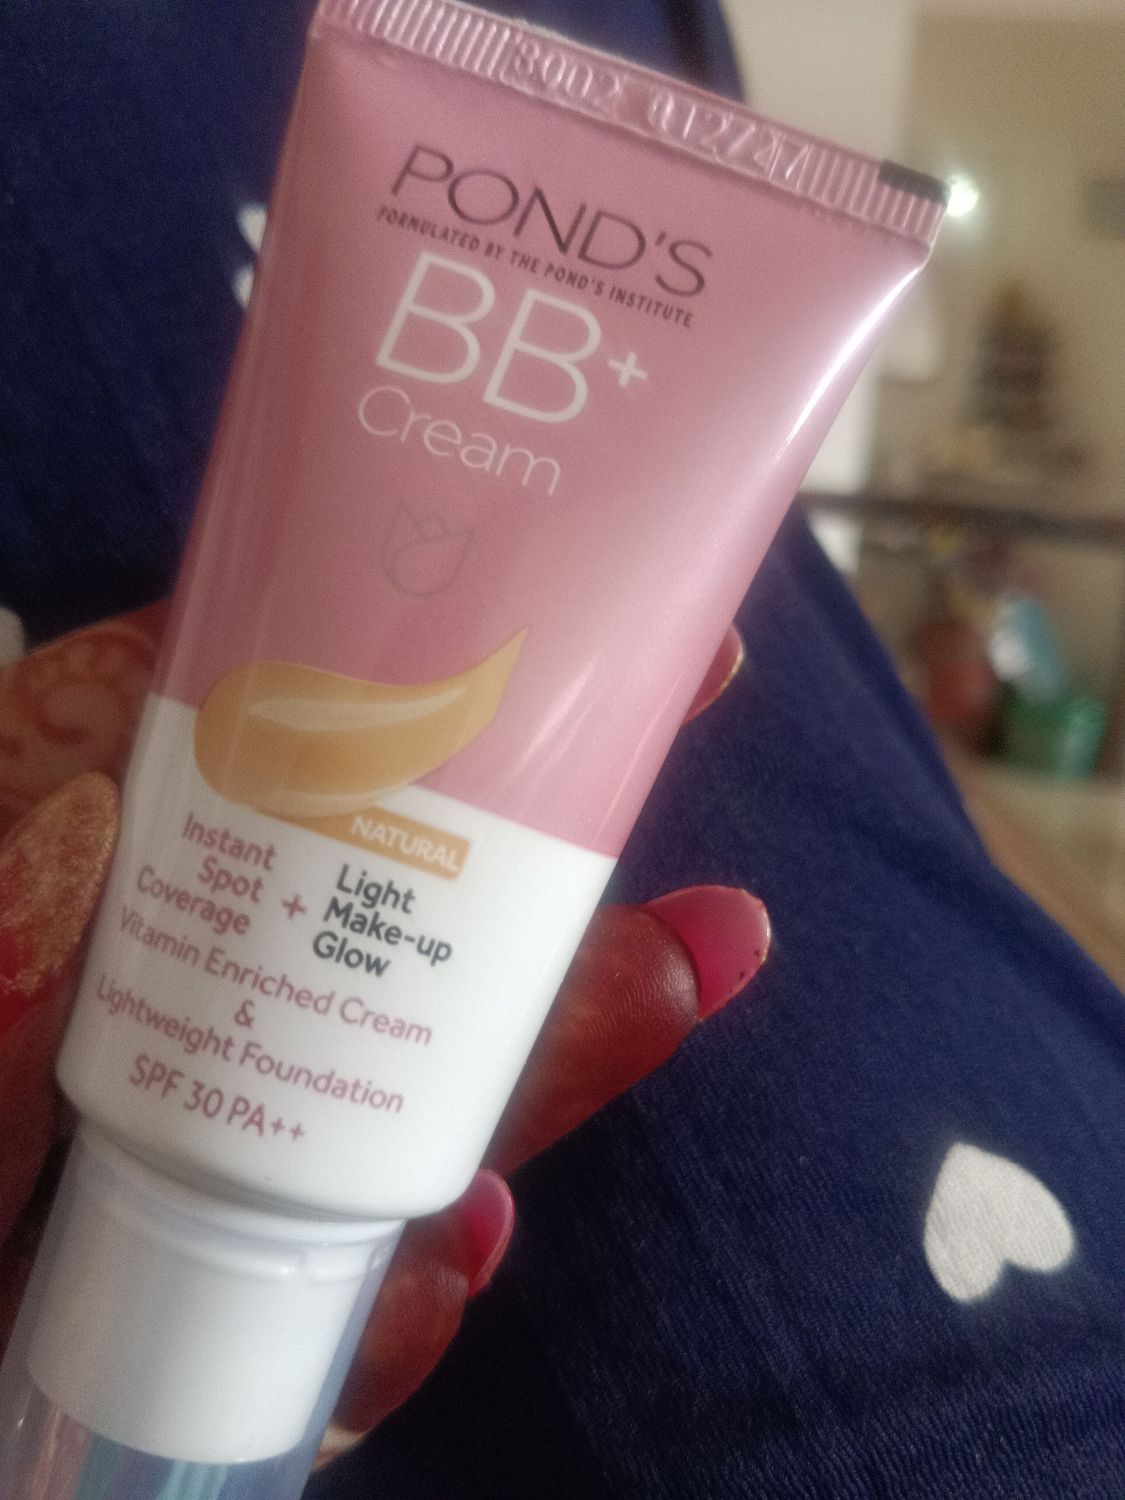 POND'S
FORMULATED BY THE POND'S INSTITUTE
BB+
Cream
NATURAL
Instant
Spot
Coverage
+
Light
Make-up
Glow
Vitamin Enriched Cream
&
Lightweight Foundation
SPF 30 PA++